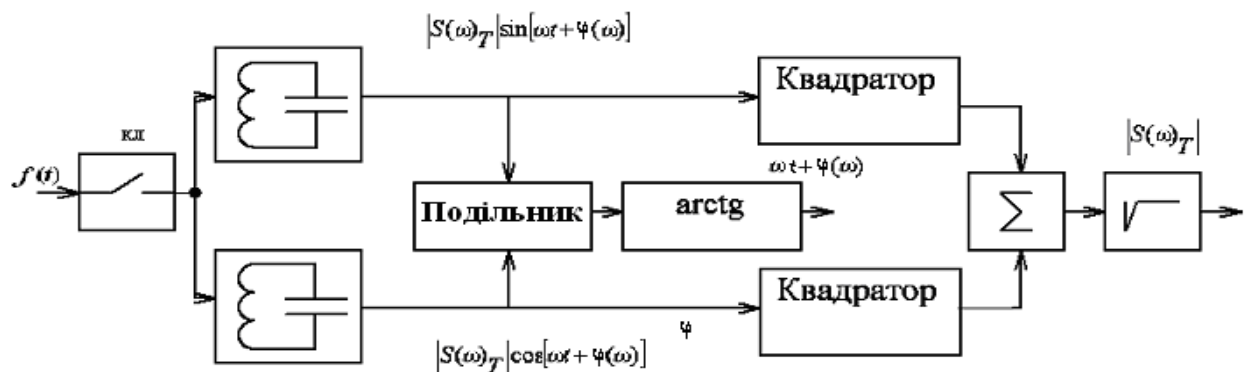 |S(ω)_T|sin[ωt+φ(ω)]
Квадратор
кл
|S(ω)_T|
f(t)
ωt+φ(ω)
Подільник
arctg
∑
√
Квадратор
φ
|S(ω)_T|cos[ωt+φ(ω)]